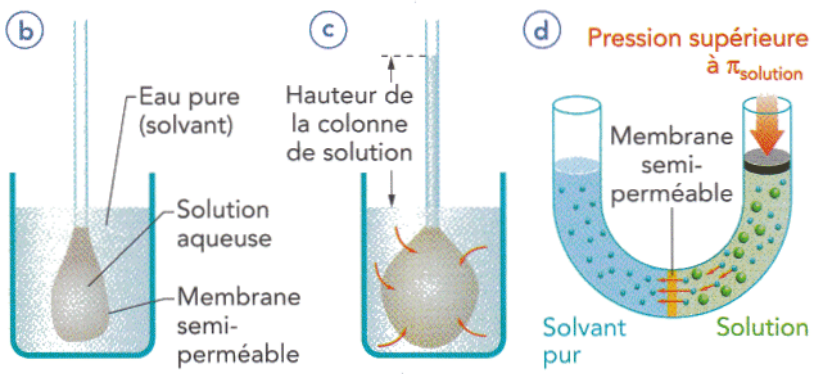 b
Eau pure
(solvant)
Solution
aqueuse
Membrane
semi-
perméable
c
Hauteur de
la colonne
de solution
d
Pression supérieure
à πsolution
Membrane
semi-
perméable
Solvant
pur
Solution